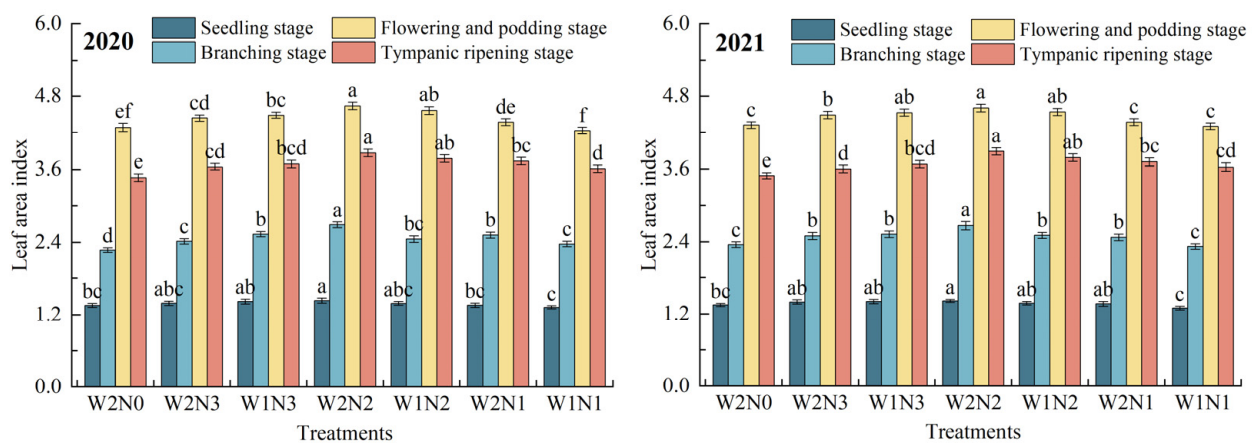 6.0
4.8
3.6
2.4
1.2
0.0
Leaf area index
2020
Seedling stage
Branching stage
Flowering and podding stage
Tympanic ripening stage
bc d ef e
abc c cd cd
ab b bc bcd
a a a a
abc bc ab ab
bc b de bc
c c f d
W2N0 W2N3 W1N3 W2N2 W1N2 W2N1 W1N1
Treatments
6.0
4.8
3.6
2.4
1.2
0.0
Leaf area index
2021
Seedling stage
Branching stage
Flowering and podding stage
Tympanic ripening stage
bc c c e
ab b b d
ab b ab bcd
a a a a
ab b ab ab
ab b c bc
c c c cd
W2N0 W2N3 W1N3 W2N2 W1N2 W2N1 W1N1
Treatments